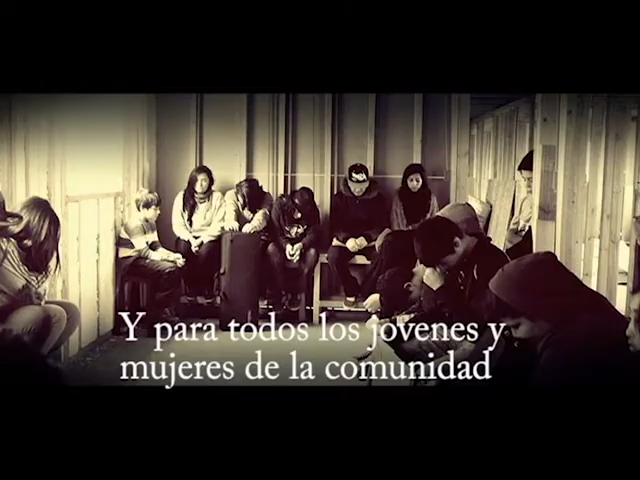 Y para todos los jovenes y
mujeres de la comunidad